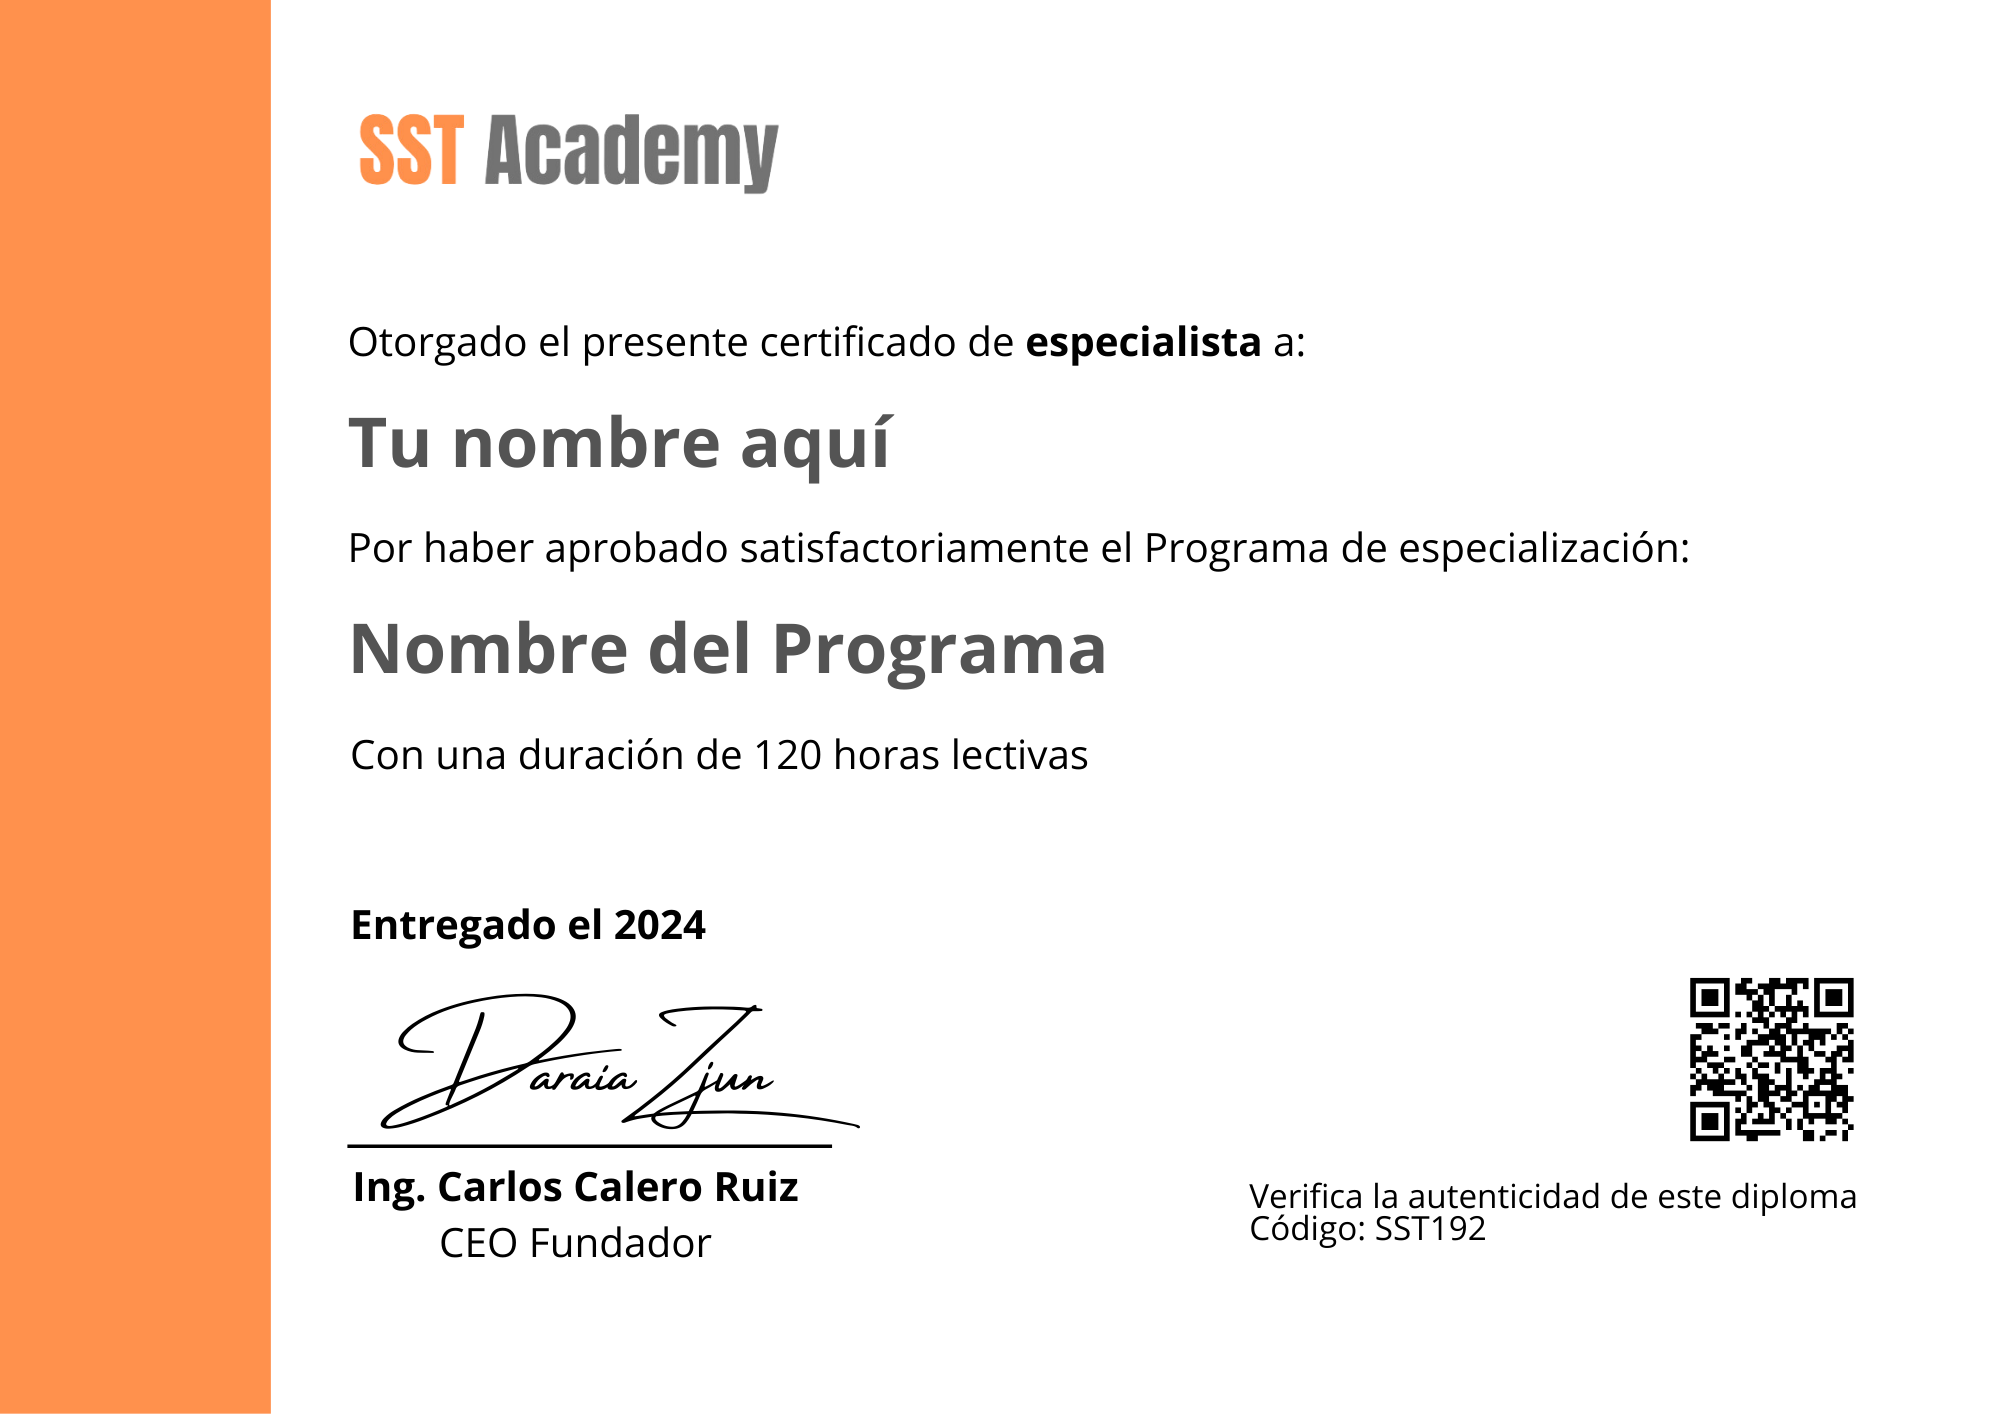 SST Academy
Otorgado el presente certificado de especialista a:
Tu nombre aquí
Por haber aprobado satisfactoriamente el Programa de especialización:
Nombre del Programa
Con una duración de 120 horas lectivas
Entregado el 2024
Daraia Zjun
Ing. Carlos Calero Ruiz
CEO Fundador
Verifica la autenticidad de este diploma
Código: SST192